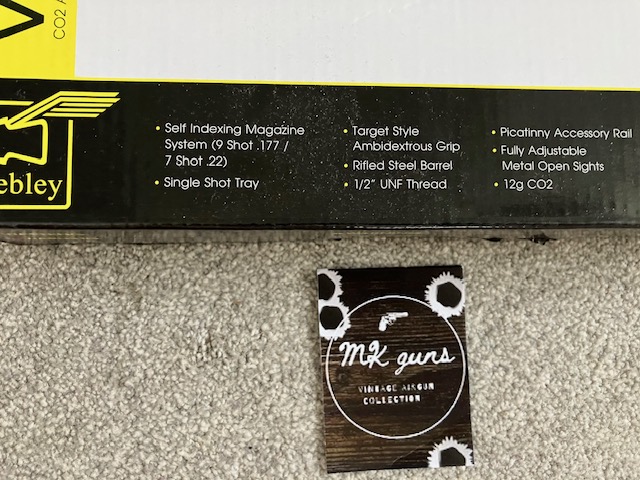 CO2 A
ebley
• Self Indexing Magazine
System (9 Shot .177 /
7 Shot .22)
• Single Shot Tray
• Target Style
Ambidextrous Grip
• Rifled Steel Barrel
• 1/2" UNF Thread
• Picatinny Accessory Rail
• Fully Adjustable
Metal Open Sights
• 12g CO2
MK guns
VINTAGE AIRGUN
COLLECTION